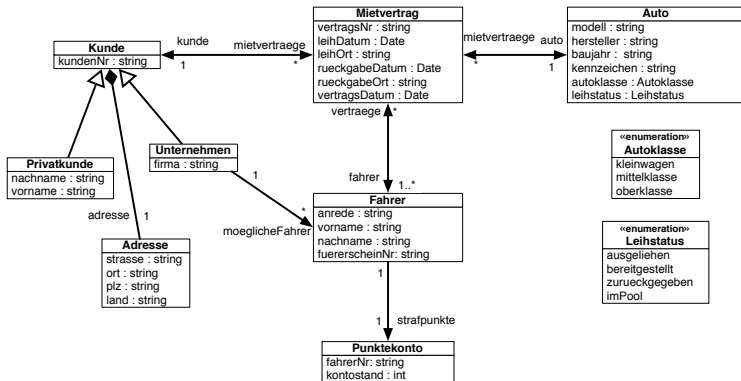 Mietvertrag
vertragsNr : string
leihDatum : Date
leihOrt : string
rueckgabeDatum : Date
rueckgabeOrt : string
vertragsDatum : Date
Auto
modell : string
hersteller : string
baujahr : string
kennzeichen : string
autoklasse : Autoklasse
leihstatus : Leihstatus
Kunde
kundenNr : string
kunde
1
mietvertraege
*
mietvertraege
*
auto
1
vertraege
*
fahrer
1..*
Privatkunde
nachname : string
vorname : string
Unternehmen
firma : string
1
*
moeglicheFahrer
adresse
1
Adresse
strasse : string
ort : string
plz : string
land : string
Fahrer
anrede : string
vorname : string
nachname : string
fuererscheinNr: string
1
1
strafpunkte
Punktekonto
fahrerNr: string
kontostand : int
«enumeration»
Autoklasse
kleinwagen
mittelklasse
oberklasse
«enumeration»
Leihstatus
ausgeliehen
bereitgestellt
zurueckgegeben
imPool